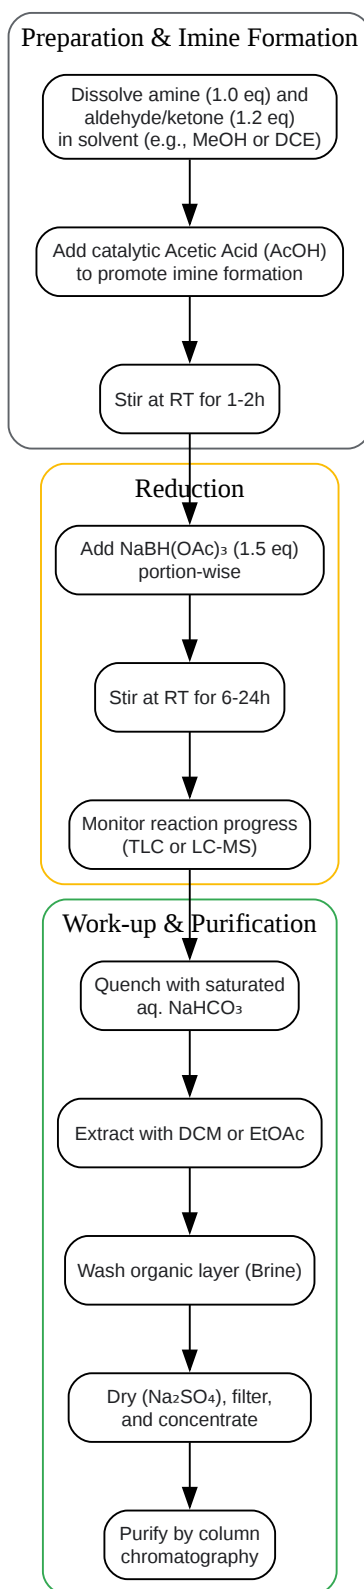 Preparation & Imine Formation
Dissolve amine (1.0 eq) and
aldehyde/ketone (1.2 eq)
in solvent (e.g., MeOH or DCE)
Add catalytic Acetic Acid (AcOH)
to promote imine formation
Stir at RT for 1-2h
Reduction
Add NaBH(OAc)₃ (1.5 eq)
portion-wise
Stir at RT for 6-24h
Monitor reaction progress
(TLC or LC-MS)
Work-up & Purification
Quench with saturated
aq. NaHCO₃
Extract with DCM or EtOAc
Wash organic layer (Brine)
Dry (Na₂SO₄), filter,
and concentrate
Purify by column
chromatography